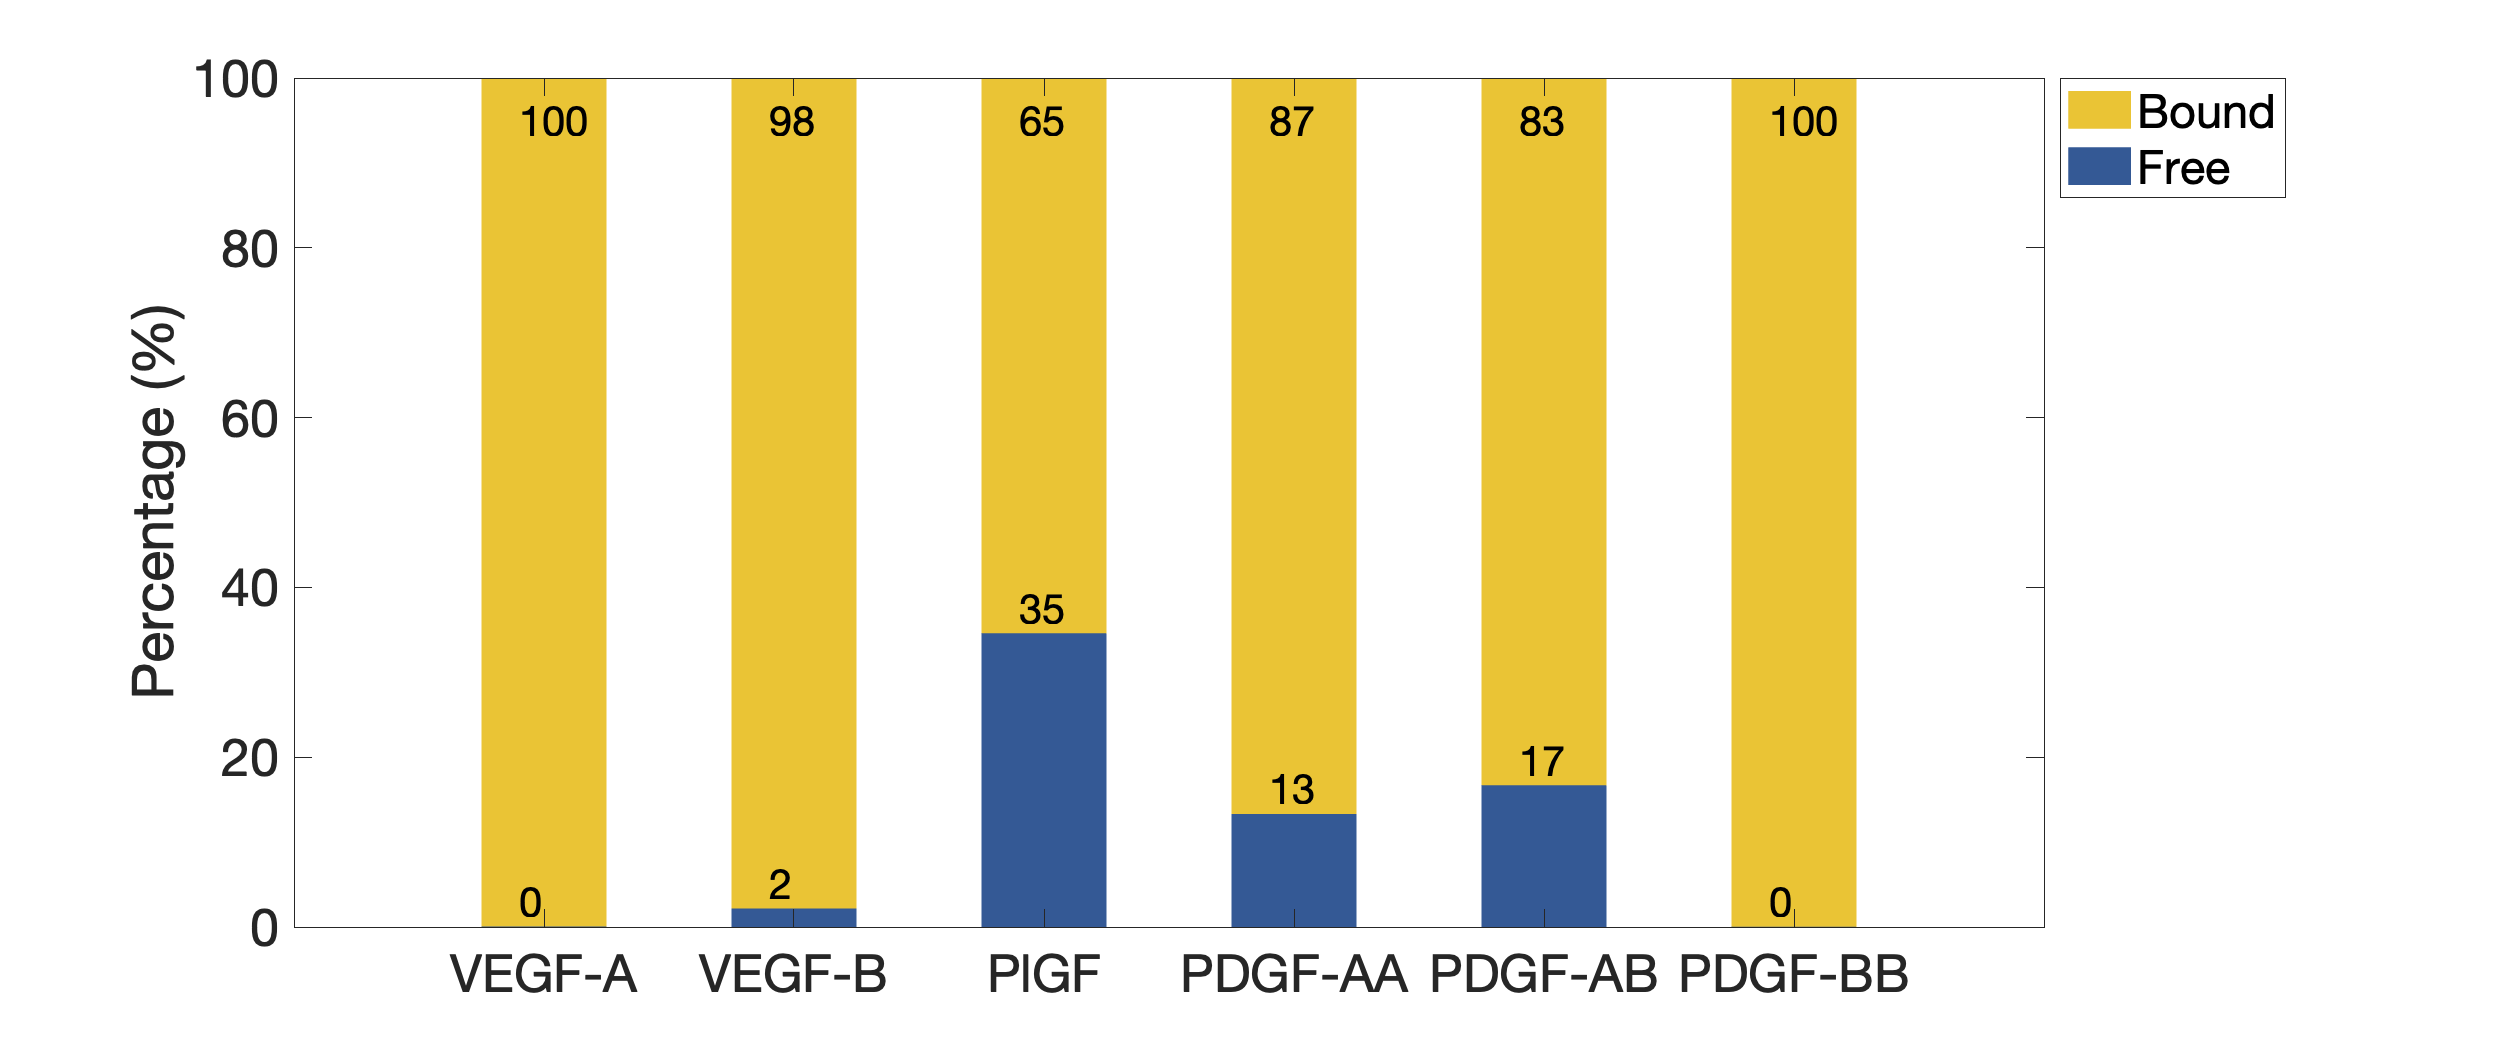 Percentage (%)
100
80
60
40
20
0
100
98
65
87
83
100
0
2
35
13
17
0
VEGF-A
VEGF-B
PlGF
PDGF-AA
PDGF-AB
PDGF-BB
Bound
Free